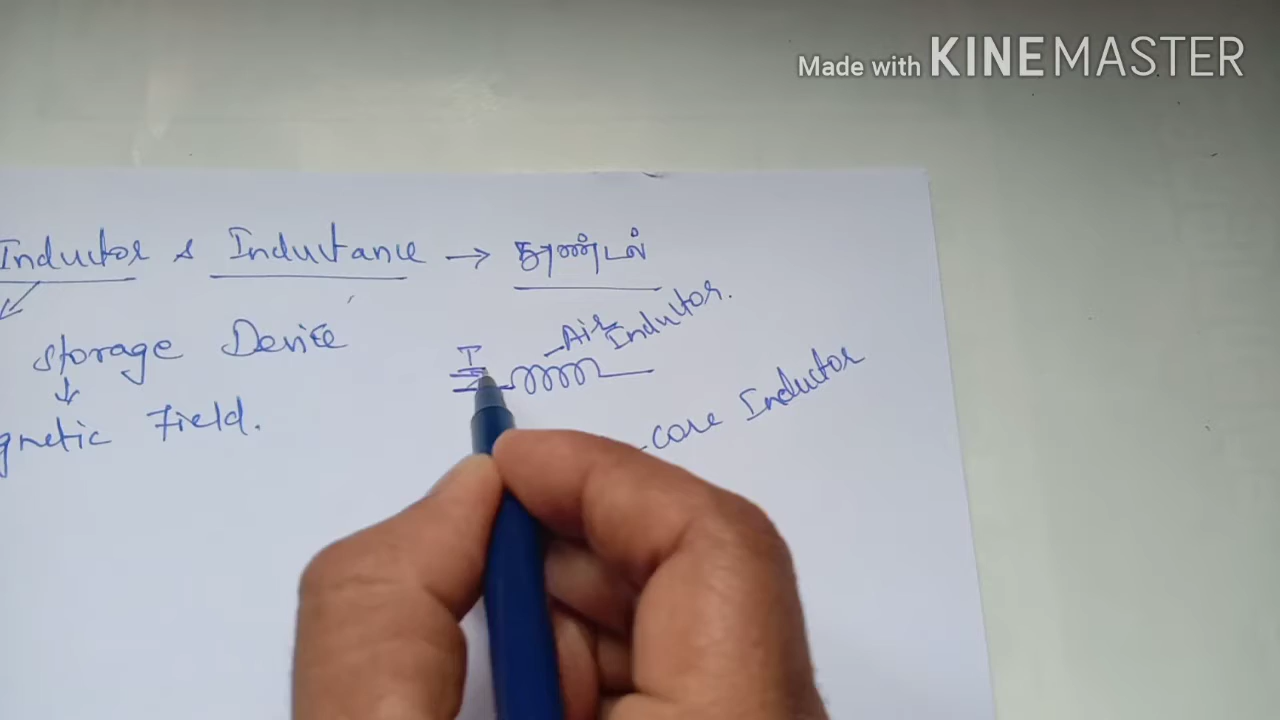 Made with KINEMASTER
Inductor & Inductance → தூண்டல்
Storage Device
Air Inductor.
I
↓
gnetic Field.
core Inductor